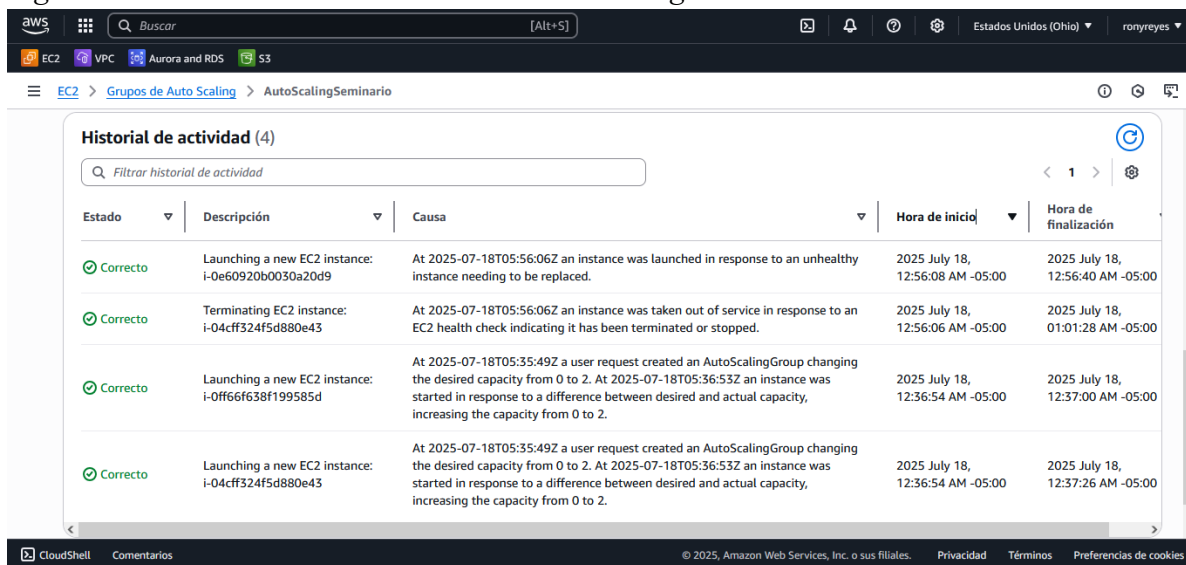 aws
Buscar
[Alt+S]
Estados Unidos (Ohio)
ronyreyes
EC2
VPC
Aurora and RDS
S3
EC2 > Grupos de Auto Scaling > AutoScalingSeminario
Historial de actividad (4)
Filtrar historial de actividad
1
Estado
Descripción
Causa
Hora de inicio
Hora de
finalización
Correcto
Launching a new EC2 instance:
i-0e60920b0030a20d9
At 2025-07-18T05:56:06Z an instance was launched in response to an unhealthy
instance needing to be replaced.
2025 July 18,
12:56:08 AM -05:00
2025 July 18,
12:56:40 AM -05:00
Correcto
Terminating EC2 instance:
i-04cff324f5d880e43
At 2025-07-18T05:56:06Z an instance was taken out of service in response to an
EC2 health check indicating it has been terminated or stopped.
2025 July 18,
12:56:06 AM -05:00
2025 July 18,
01:01:28 AM -05:00
Correcto
Launching a new EC2 instance:
i-0ff66f638f199585d
At 2025-07-18T05:35:49Z a user request created an AutoScalingGroup changing
the desired capacity from 0 to 2. At 2025-07-18T05:36:53Z an instance was
started in response to a difference between desired and actual capacity,
increasing the capacity from 0 to 2.
2025 July 18,
12:36:54 AM -05:00
2025 July 18,
12:37:00 AM -05:00
Correcto
Launching a new EC2 instance:
i-04cff324f5d880e43
At 2025-07-18T05:35:49Z a user request created an AutoScalingGroup changing
the desired capacity from 0 to 2. At 2025-07-18T05:36:53Z an instance was
started in response to a difference between desired and actual capacity,
increasing the capacity from 0 to 2.
2025 July 18,
12:36:54 AM -05:00
2025 July 18,
12:37:26 AM -05:00
CloudShell
Comentarios
© 2025, Amazon Web Services, Inc. o sus filiales.
Privacidad
Términos
Preferencias de cookies